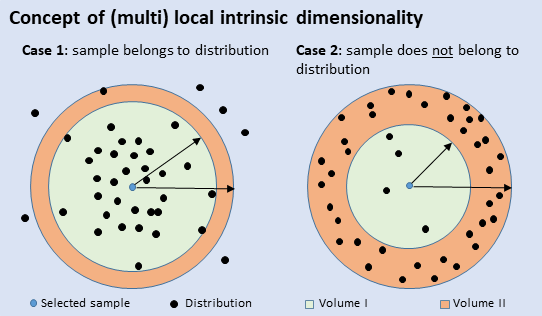 Concept of (multi) local intrinsic dimensionality
Case 1: sample belongs to distribution
Case 2: sample does not belong to
distribution
Selected sample
Distribution
Volume I
Volume II